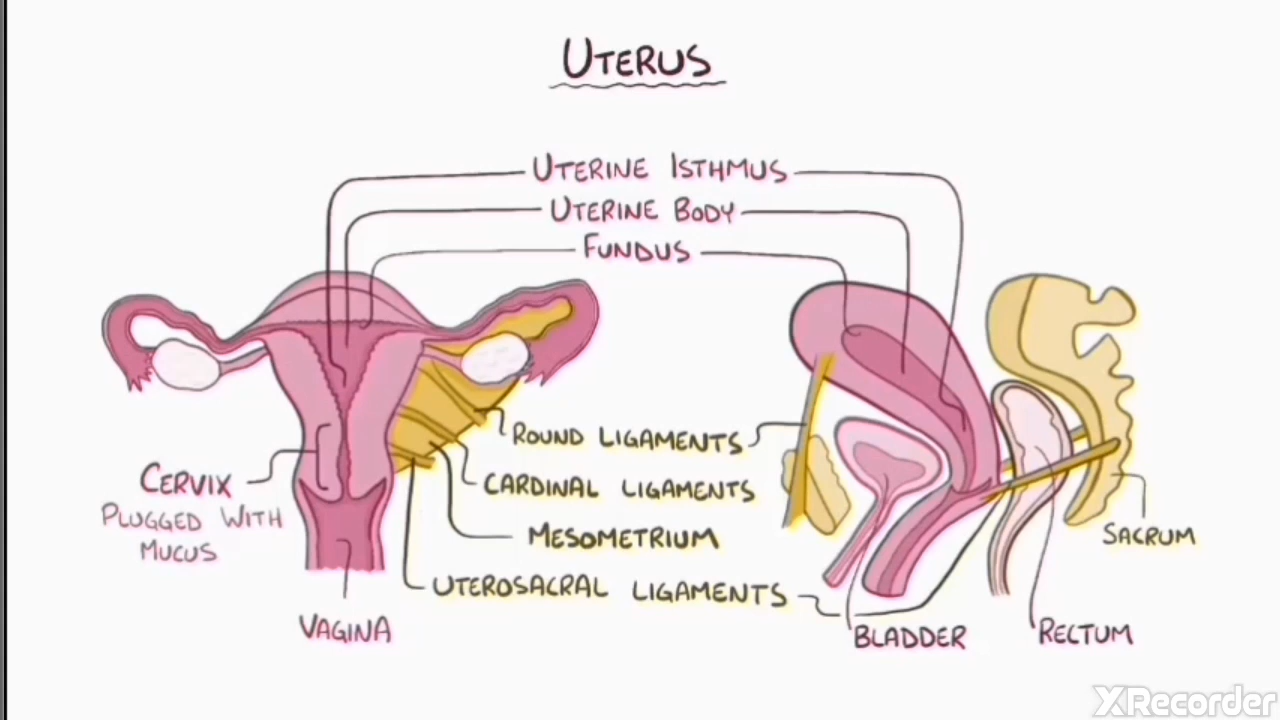 UTERUS
UTERINE ISTHMUS
UTERINE BODY
FUNDUS
ROUND LIGAMENTS
CERVIX
PLUGGED WITH
MUCUS
CARDINAL LIGAMENTS
MESOMETRIUM
SACRUM
UTEROSACRAL LIGAMENTS
VAGINA
BLADDER
RECTUM
XRecorder